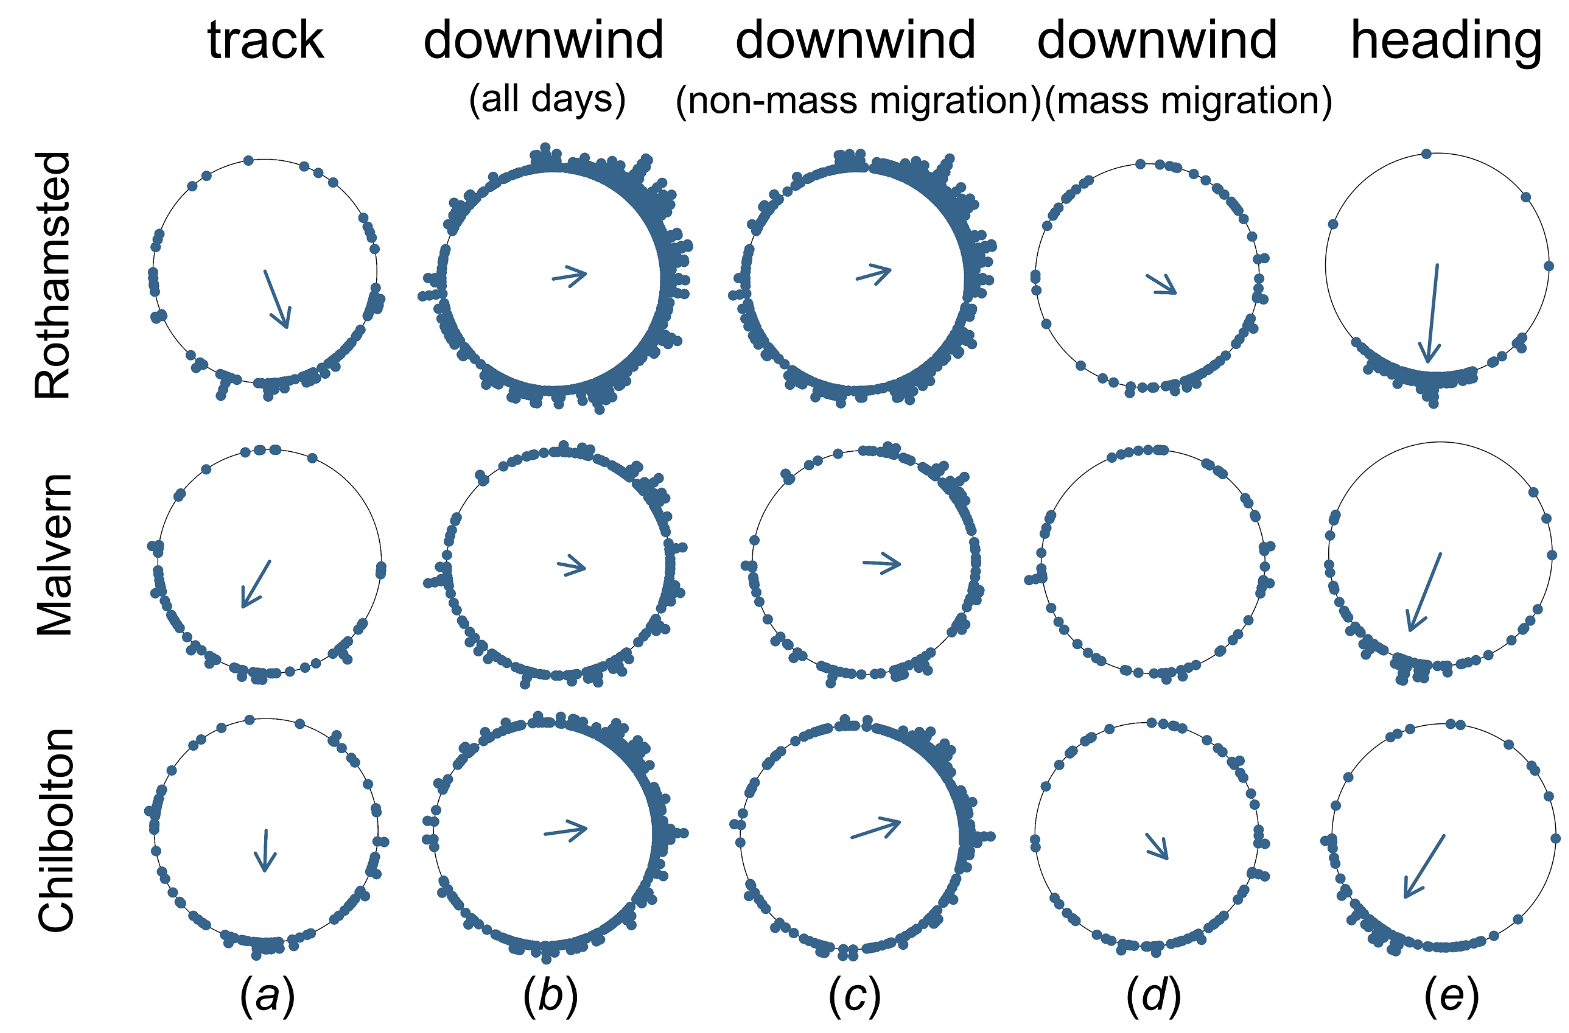 track downwind downwind downwind heading
(all days) (non-mass migration) (mass migration)
Rothamsted
Malvern
Chilbolton
(a) (b) (c) (d) (e)